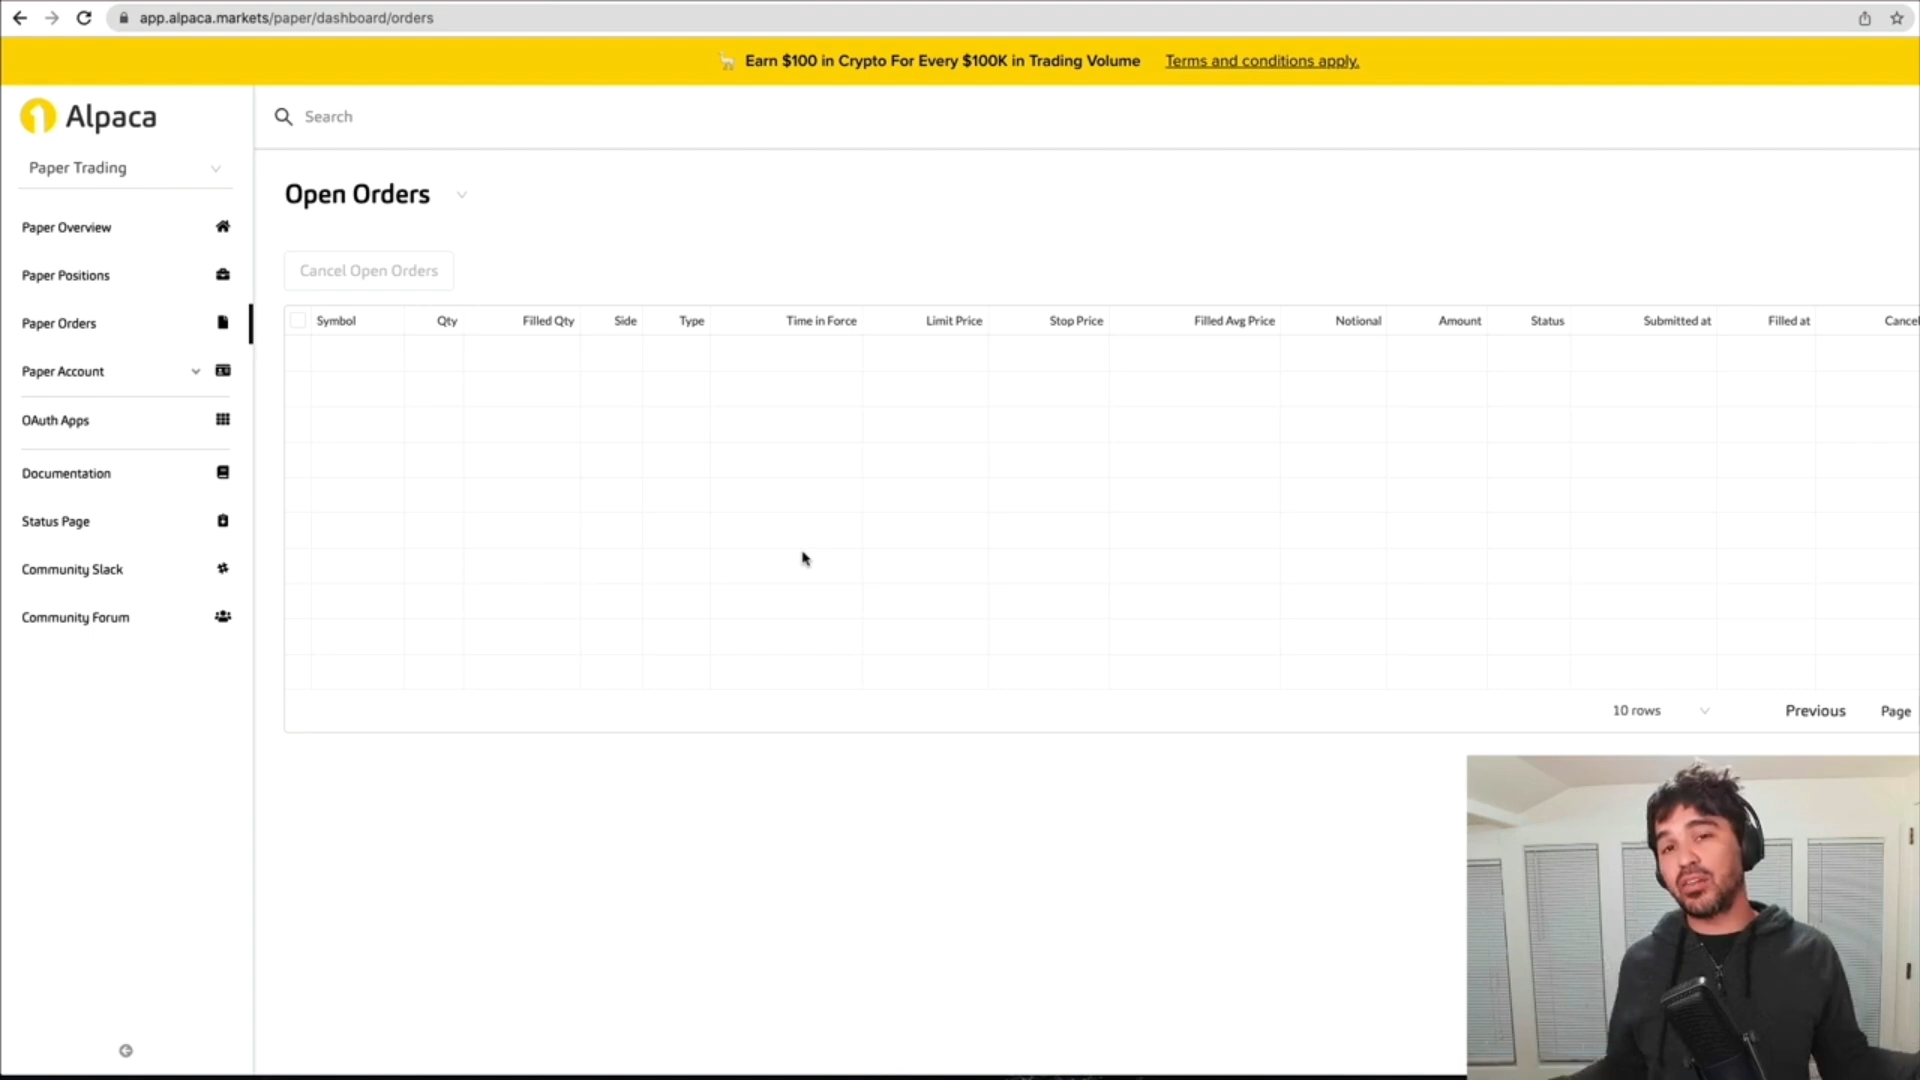 app.alpaca.markets/paper/dashboard/orders
Earn $100 in Crypto For Every $100K in Trading Volume Terms and conditions apply.
Alpaca
Search
Paper Trading
Open Orders
Paper Overview
Cancel Open Orders
Paper Positions
Symbol Qty Filled Qty Side Type Time in Force Limit Price Stop Price Filled Avg Price Notional Amount Status Submitted at Filled at Cancel
Paper Orders
Paper Account
OAuth Apps
Documentation
Status Page
Community Slack
Community Forum
10 rows Previous Page